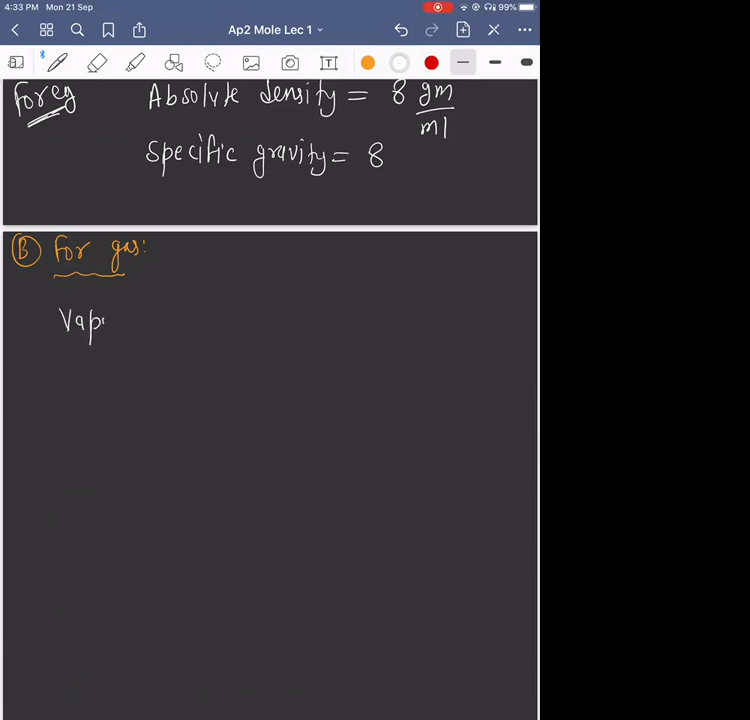 4:33 PM Mon 21 Sep
99%
Ap2 Mole Lec 1
T
For eg Absolute density = 8 gm/ml
Specific gravity = 8
B For gas:
Vap